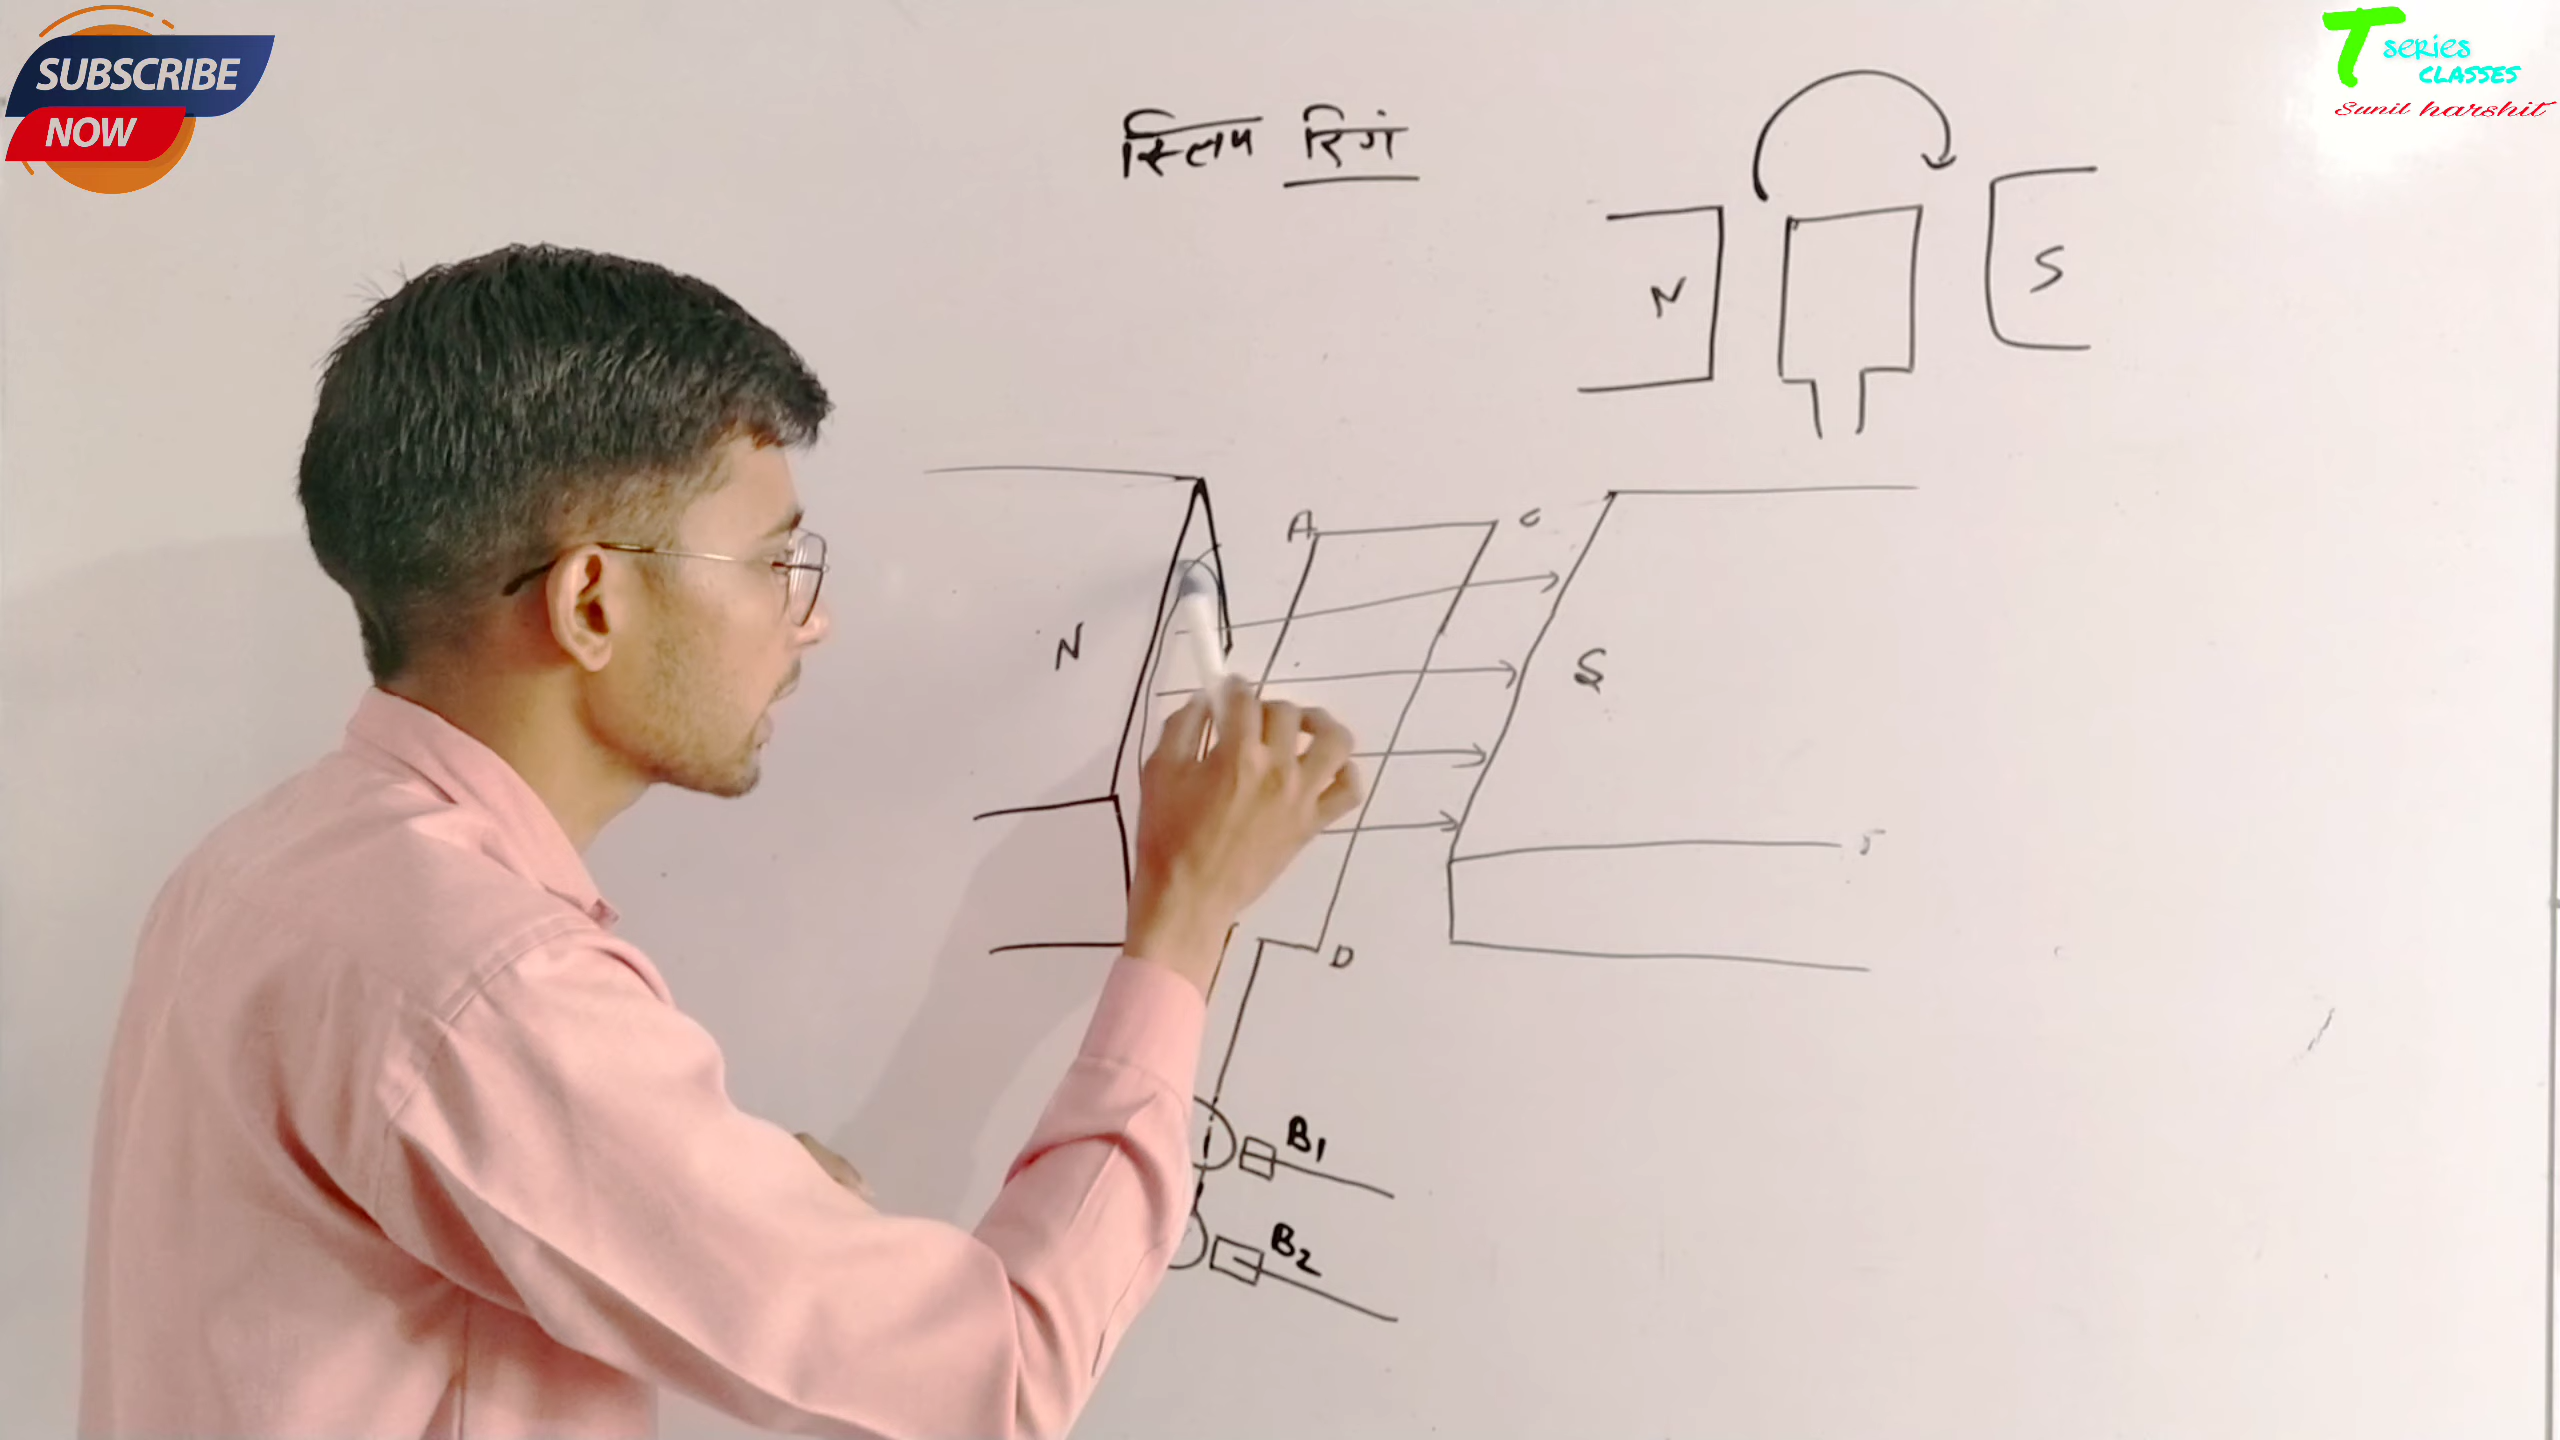 SUBSCRIBE
NOW
T series
CLASSES
Sunil harshit
स्लिप रिगं
N
S
A
C
N
S
D
B1
B2